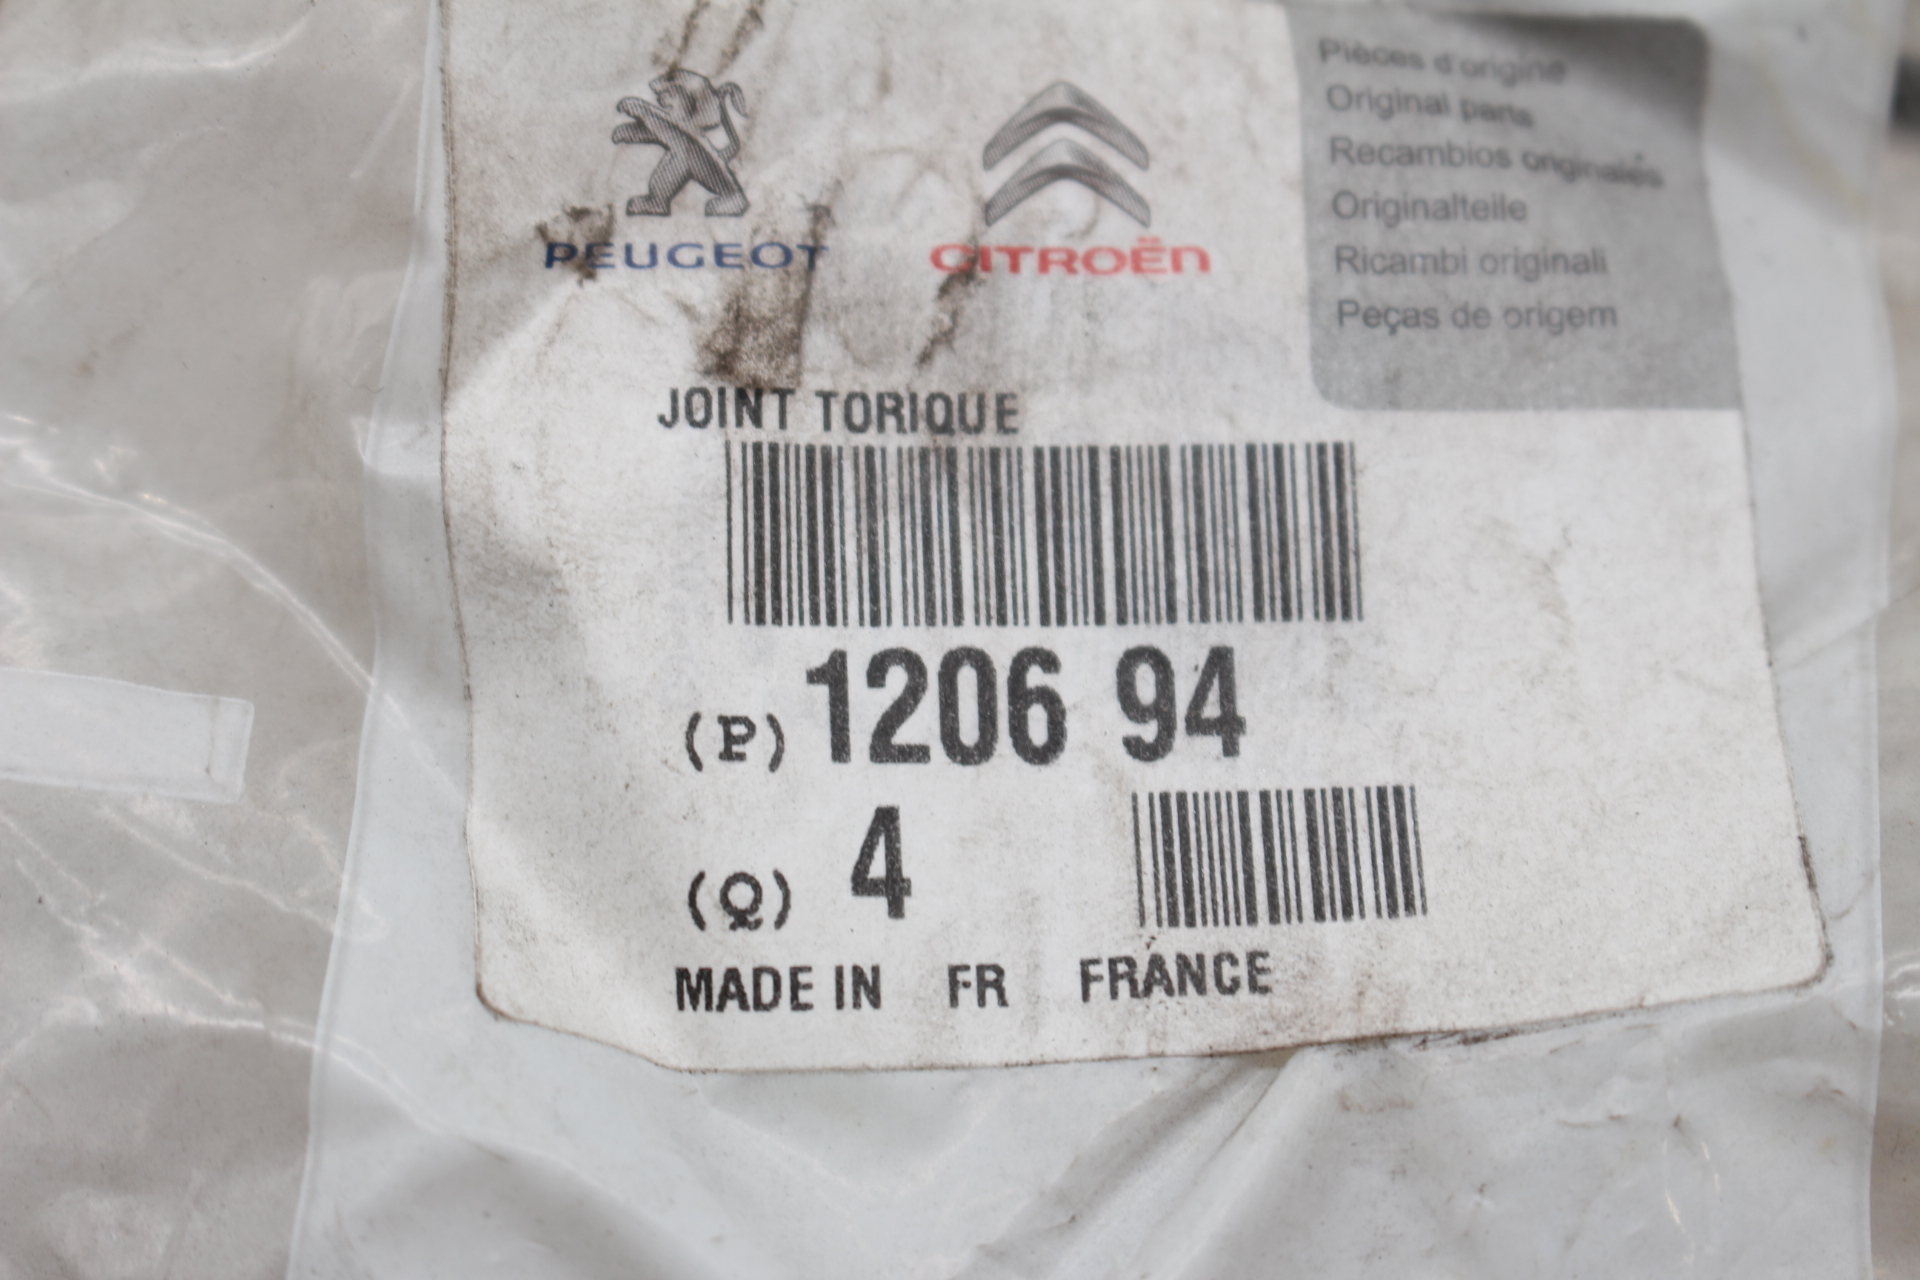 PEUGEOT
CITROËN
Pièces d'origine
Original parts
Recambios originales
Originalteile
Ricambi originali
Peças de origem
JOINT TORIQUE
(P) 1206 94
(Q) 4
MADE IN FR FRANCE